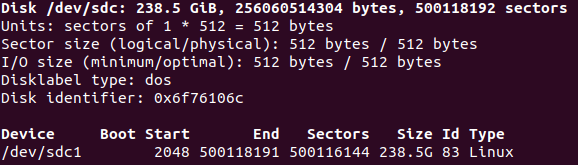 Disk /dev/sdc: 238.5 GiB, 256060514304 bytes, 500118192 sectors
Units: sectors of 1 * 512 = 512 bytes
Sector size (logical/physical): 512 bytes / 512 bytes
I/O size (minimum/optimal): 512 bytes / 512 bytes
Disklabel type: dos
Disk identifier: 0x6f76106c
Device Boot Start End Sectors Size Id Type
/dev/sdc1 2048 500118191 500116144 238.5G 83 Linux